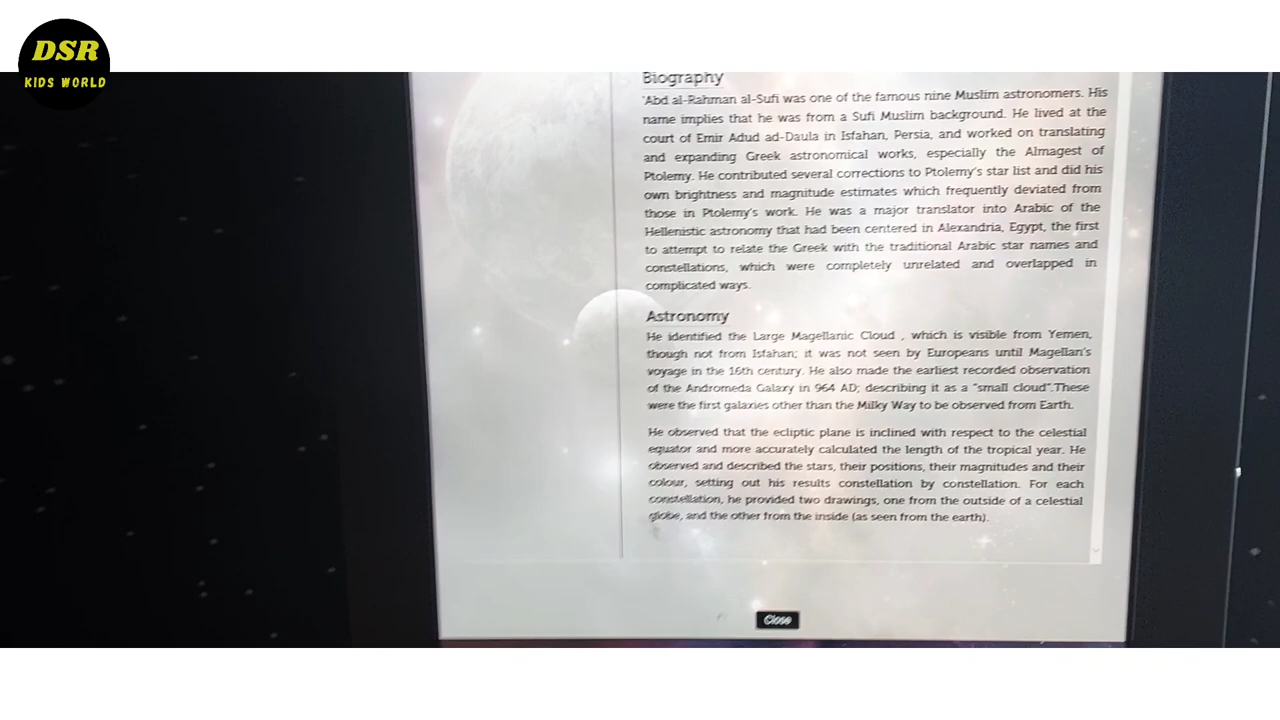 DSR
KIDS WORLD
Biography
'Abd al-Rahman al-Sufi was one of the famous nine Muslim astronomers. His
name implies that he was from a Sufi Muslim background. He lived at the
court of Emir Adud ad-Daula in Isfahan, Persia, and worked on translating
and expanding Greek astronomical works, especially the Almagest of
Ptolemy. He contributed several corrections to Ptolemy's star list and did his
own brightness and magnitude estimates which frequently deviated from
those in Ptolemy's work. He was a major translator into Arabic of the
Hellenistic astronomy that had been centered in Alexandria, Egypt, the first
to attempt to relate the Greek with the traditional Arabic star names and
constellations, which were completely unrelated and overlapped in
complicated ways.
Astronomy
He identified the Large Magellanic Cloud , which is visible from Yemen,
though not from Isfahan; it was not seen by Europeans until Magellan's
voyage in the 16th century. He also made the earliest recorded observation
of the Andromeda Galaxy in 964 AD; describing it as a "small cloud".These
were the first galaxies other than the Milky Way to be observed from Earth.
He observed that the ecliptic plane is inclined with respect to the celestial
equator and more accurately calculated the length of the tropical year. He
observed and described the stars, their positions, their magnitudes and their
colour, setting out his results constellation by constellation. For each
constellation, he provided two drawings, one from the outside of a celestial
globe, and the other from the inside (as seen from the earth).
Close